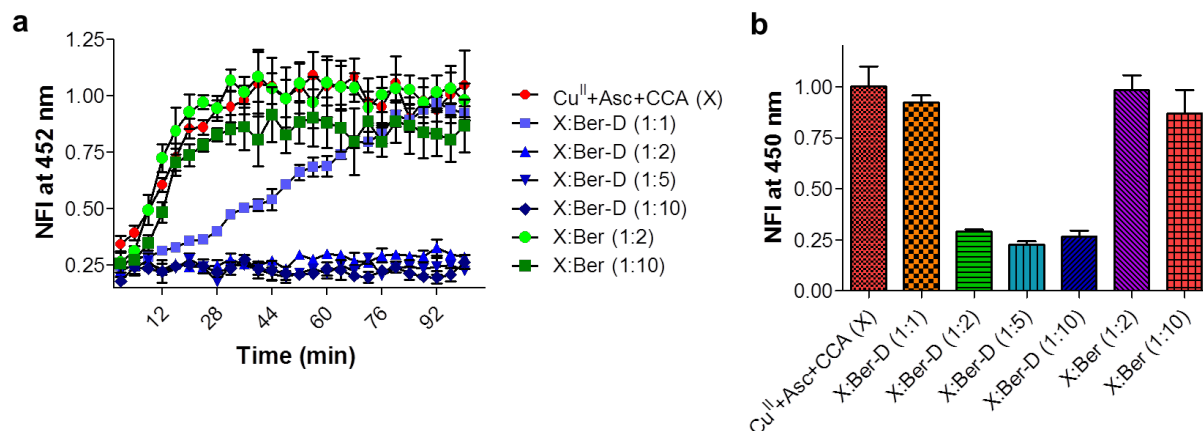 a
1.25
1.00
0.75
0.50
0.25
NFI at 452 nm
12
28
44
60
76
92
Time (min)
Cuᴵᴵ+Asc+CCA (X)
X:Ber-D (1:1)
X:Ber-D (1:2)
X:Ber-D (1:5)
X:Ber-D (1:10)
X:Ber (1:2)
X:Ber (1:10)
b
1.00
0.75
0.50
0.25
0.00
NFI at 450 nm
Cuᴵᴵ+Asc+CCA (X)
X:Ber-D (1:1)
X:Ber-D (1:2)
X:Ber-D (1:5)
X:Ber-D (1:10)
X:Ber (1:2)
X:Ber (1:10)